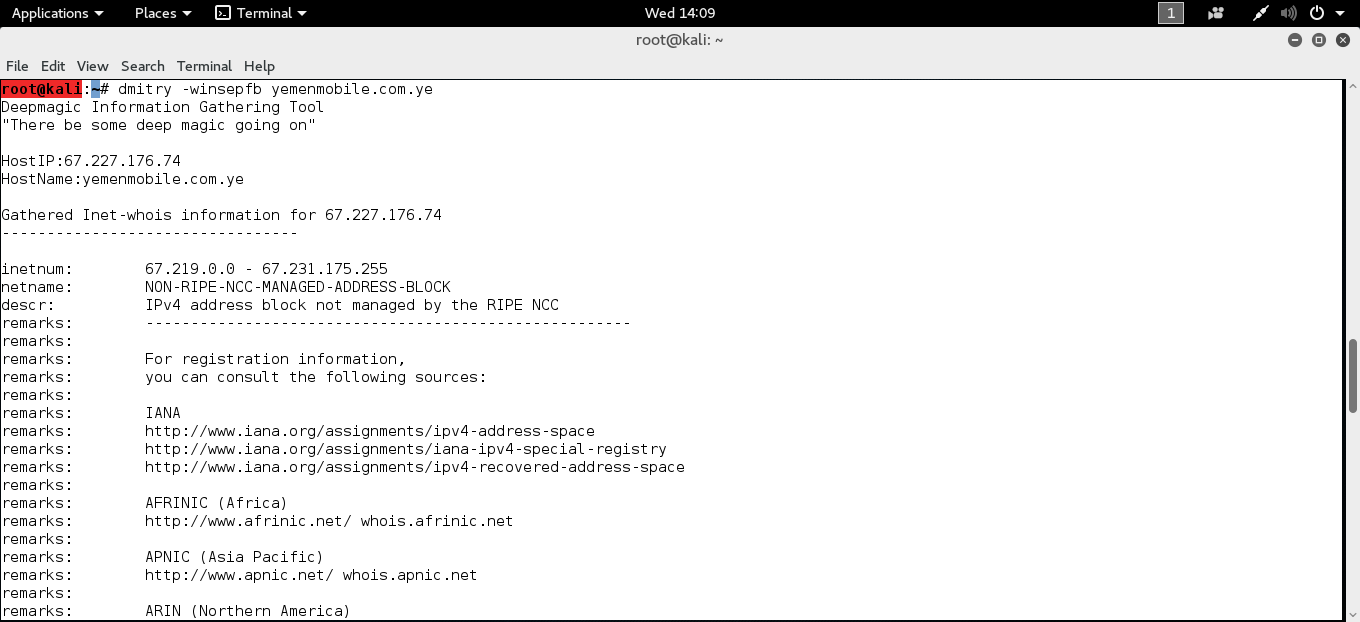 Applications Places Terminal Wed 14:09 1
root@kali: ~
File Edit View Search Terminal Help
root@kali:~# dmitry -winsepfb yemenmobile.com.ye
Deepmagic Information Gathering Tool
"There be some deep magic going on"
HostIP:67.227.176.74
HostName:yemenmobile.com.ye
Gathered Inet-whois information for 67.227.176.74
---------------------------------
inetnum: 67.219.0.0 - 67.231.175.255
netname: NON-RIPE-NCC-MANAGED-ADDRESS-BLOCK
descr: IPv4 address block not managed by the RIPE NCC
remarks: ------------------------------------------------------
remarks:
remarks: For registration information,
remarks: you can consult the following sources:
remarks:
remarks: IANA
remarks: http://www.iana.org/assignments/ipv4-address-space
remarks: http://www.iana.org/assignments/iana-ipv4-special-registry
remarks: http://www.iana.org/assignments/ipv4-recovered-address-space
remarks:
remarks: AFRINIC (Africa)
remarks: http://www.afrinic.net/ whois.afrinic.net
remarks:
remarks: APNIC (Asia Pacific)
remarks: http://www.apnic.net/ whois.apnic.net
remarks:
remarks: ARIN (Northern America)